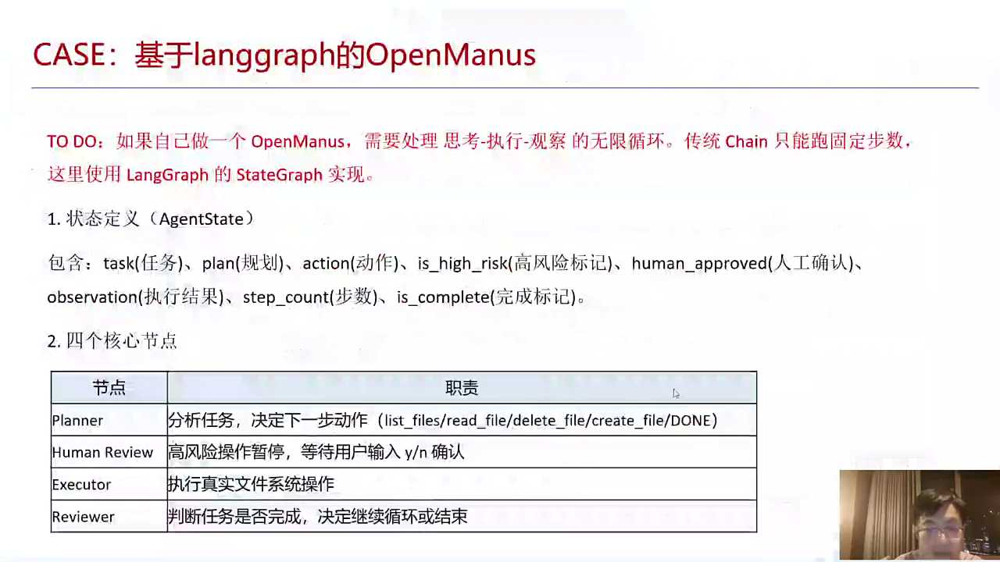 CASE：基于langgraph的OpenManus
TO DO：如果自己做一个 OpenManus，需要处理 思考-执行-观察 的无限循环。传统 Chain 只能跑固定步数，
这里使用 LangGraph 的 StateGraph 实现。
1. 状态定义（AgentState）
包含：task(任务)、plan(规划)、action(动作)、is_high_risk(高风险标记)、human_approved(人工确认)、
observation(执行结果)、step_count(步数)、is_complete(完成标记)。
2. 四个核心节点
节点 职责
Planner 分析任务，决定下一步动作（list_files/read_file/delete_file/create_file/DONE）
Human Review 高风险操作暂停，等待用户输入 y/n 确认
Executor 执行真实文件系统操作
Reviewer 判断任务是否完成，决定继续循环或结束